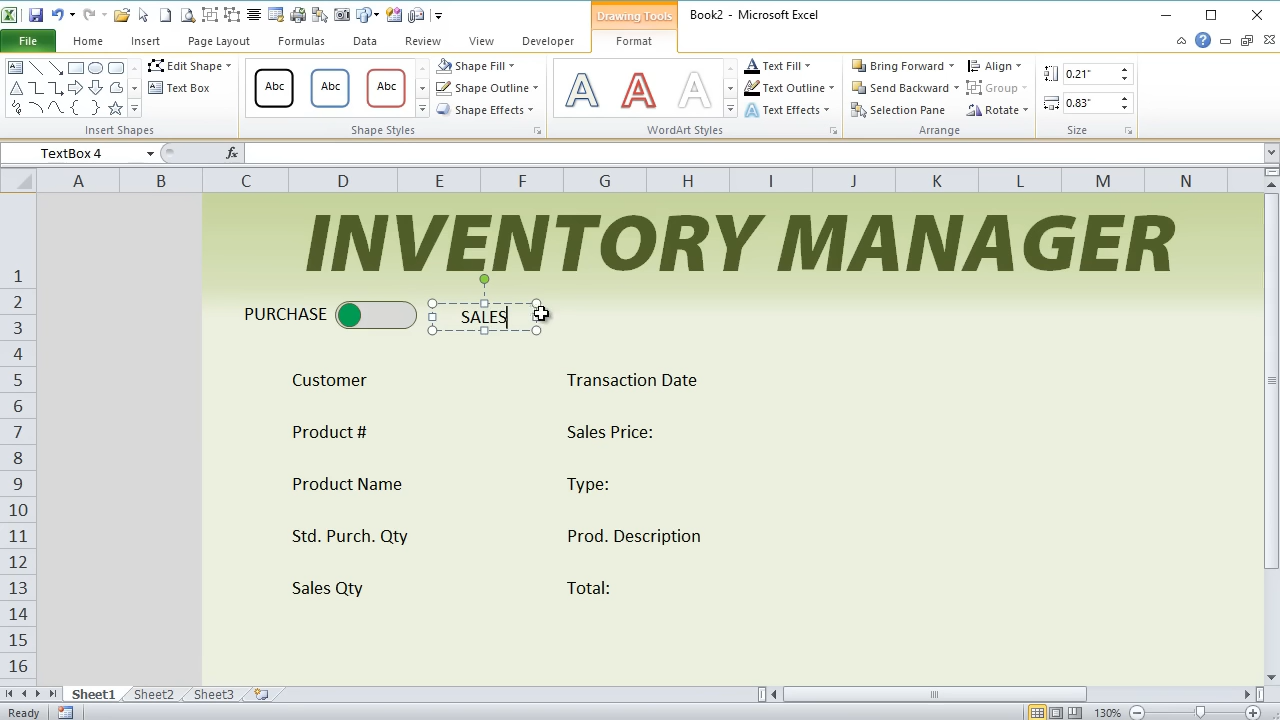 Drawing Tools
Book2 - Microsoft Excel
File Home Insert Page Layout Formulas Data Review View Developer Format
Edit Shape
Text Box
Insert Shapes
Abc Abc Abc
Shape Fill
Shape Outline
Shape Effects
Shape Styles
A A A
Text Fill
Text Outline
Text Effects
WordArt Styles
Bring Forward
Send Backward
Selection Pane
Align
Group
Rotate
Arrange
0.21"
0.83"
Size
TextBox 4
fx
A B C D E F G H I J K L M N
1
INVENTORY MANAGER
2
PURCHASE SALES
3
4
5 Customer Transaction Date
6
7 Product # Sales Price:
8
9 Product Name Type:
10
11 Std. Purch. Qty Prod. Description
12
13 Sales Qty Total:
14
15
16
Sheet1 Sheet2 Sheet3
Ready
130%